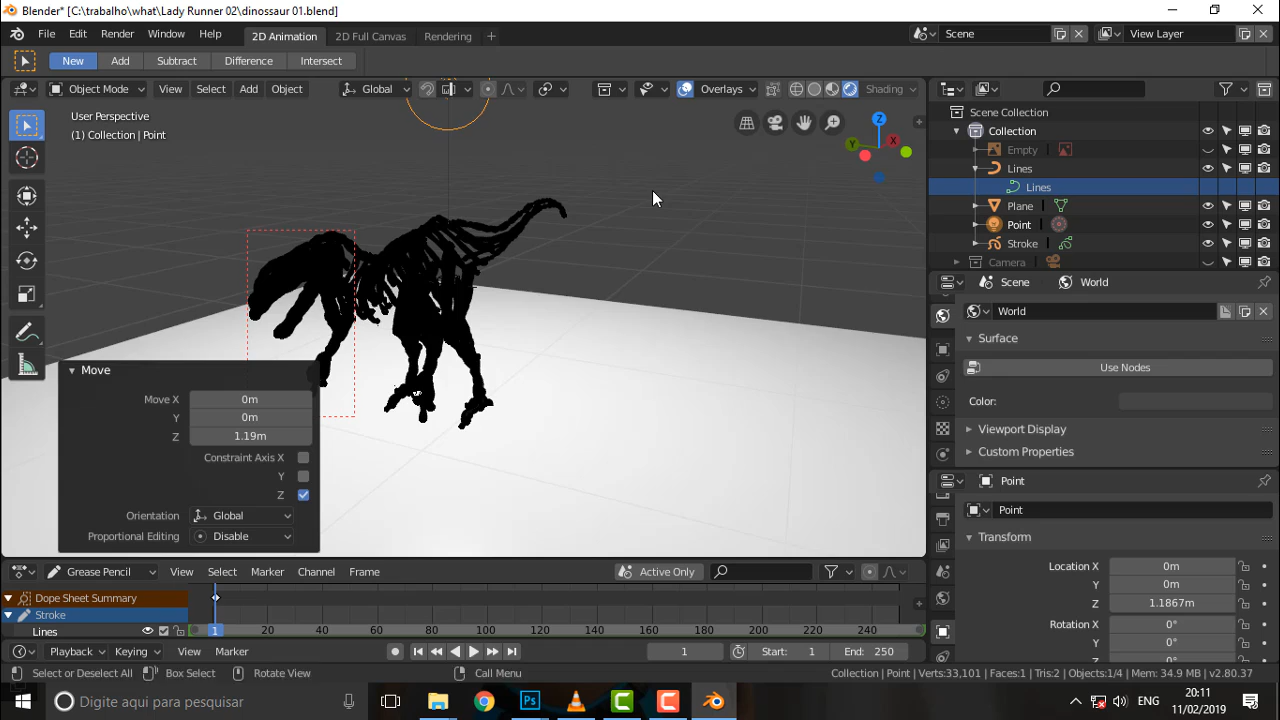 Blender* [C:\trabalho\what\Lady Runner 02\dinossaur 01.blend]
File Edit Render Window Help 2D Animation 2D Full Canvas Rendering + Scene View Layer
New Add Subtract Difference Intersect
Object Mode View Select Add Object Global Overlays Shading
User Perspective
(1) Collection | Point
Z
Y
X
Scene Collection
Collection
Empty
Lines
Lines
Plane
Point
Stroke
Camera
Scene World
World
Surface
Use Nodes
Color:
Viewport Display
Custom Properties
Point
Point
Transform
Location X 0m
Y 0m
Z 1.1867m
Rotation X 0°
Y 0°
Move
Move X 0m
Y 0m
Z 1.19m
Constraint Axis X
Y
Z
Orientation Global
Proportional Editing Disable
Grease Pencil View Select Marker Channel Frame Active Only
Dope Sheet Summary
Stroke
Lines 1 20 40 60 80 100 120 140 160 180 200 220 240
Playback Keying View Marker 1 Start: 1 End: 250
Select or Deselect All Box Select Rotate View Call Menu Collection | Point | Verts:33,101 | Faces:1 | Tris:2 | Objects:1/4 | Mem: 34.9 MB | v2.80.37
Digite aqui para pesquisar Ps ENG 20:11
11/02/2019